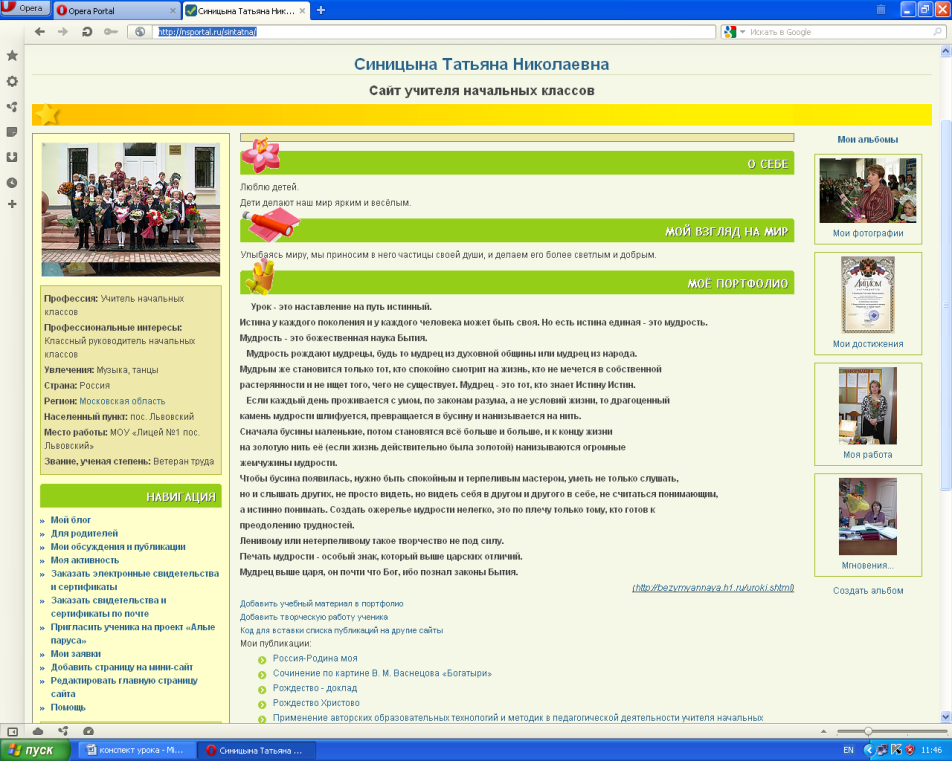 Opera
Opera Portal
Синицына Татьяна Ник...
http://nsportal.ru/sintatna/
Искать в Google
Синицына Татьяна Николаевна
Сайт учителя начальных классов
Профессия: Учитель начальных
классов
Профессиональные интересы:
Классный руководитель начальных
классов
Увлечения: Музыка, танцы
Страна: Россия
Регион: Московская область
Населенный пункт: пос. Львовский
Место работы: МОУ «Лицей №1 пос.
Львовский»
Звание, ученая степень: Ветеран труда
НАВИГАЦИЯ
» Мой блог
» Для родителей
» Мои обсуждения и публикации
» Моя активность
» Заказать электронные свидетельства
и сертификаты
» Заказать свидетельства и
сертификаты по почте
» Пригласить ученика на проект «Алые
паруса»
» Мои заявки
» Добавить страницу на мини-сайт
» Редактировать главную страницу
сайта
» Помощь
О СЕБЕ
Люблю детей.
Дети делают наш мир ярким и весёлым.
МОЙ ВЗГЛЯД НА МИР
Улыбаясь миру, мы приносим в него частицы своей души, и делаем его более светлым и добрым.
МОЁ ПОРТФОЛИО
Урок - это наставление на путь истинный.
Истина у каждого поколения и у каждого человека может быть своя. Но есть истина единая - это мудрость.
Мудрость - это божественная наука Бытия.
Мудрость рождают мудрецы, будь то мудрец из духовной общины или мудрец из народа.
Мудрым же становится только тот, кто спокойно смотрит на жизнь, кто не мечется в собственной
растерянности и не ищет того, чего не существует. Мудрец - это тот, кто знает Истину Истин.
Если каждый день проживается с умом, по законам разума, а не условий жизни, то драгоценный
камень мудрости шлифуется, превращается в бусину и нанизывается на нить.
Сначала бусины маленькие, потом становятся всё больше и больше, и к концу жизни
на золотую нить её (если жизнь действительно была золотой) нанизываются огромные
жемчужины мудрости.
Чтобы бусина появилась, нужно быть спокойным и терпеливым мастером, уметь не только слушать,
но и слышать других, не просто видеть, но видеть себя в другом и другого в себе, не считаться понимающим,
а истинно понимать. Создать ожерелье мудрости нелегко, это по плечу только тому, кто готов к
преодолению трудностей.
Ленивому или нетерпеливому такое творчество не под силу.
Печать мудрости - особый знак, который выше царских отличий.
Мудрец выше царя, он почти что Бог, ибо познал законы Бытия.
(http://bezymyannaya.h1.ru/uroki.shtml)
Добавить учебный материал в портфолио
Добавить творческую работу ученика
Код для вставки списка публикаций на другие сайты
Мои публикации:
Россия-Родина моя
Сочинение по картине В. М. Васнецова «Богатыри»
Рождество - доклад
Рождество Христово
Применение авторских образовательных технологий и методик в педагогической деятельности учителя начальных
Мои альбомы
Мои фотографии
ДИПЛОМ
Мои достижения
Моя работа
Мгновения...
Создать альбом
пуск
конспект урока - Mi...
Синицына Татьяна ...
EN
11:46